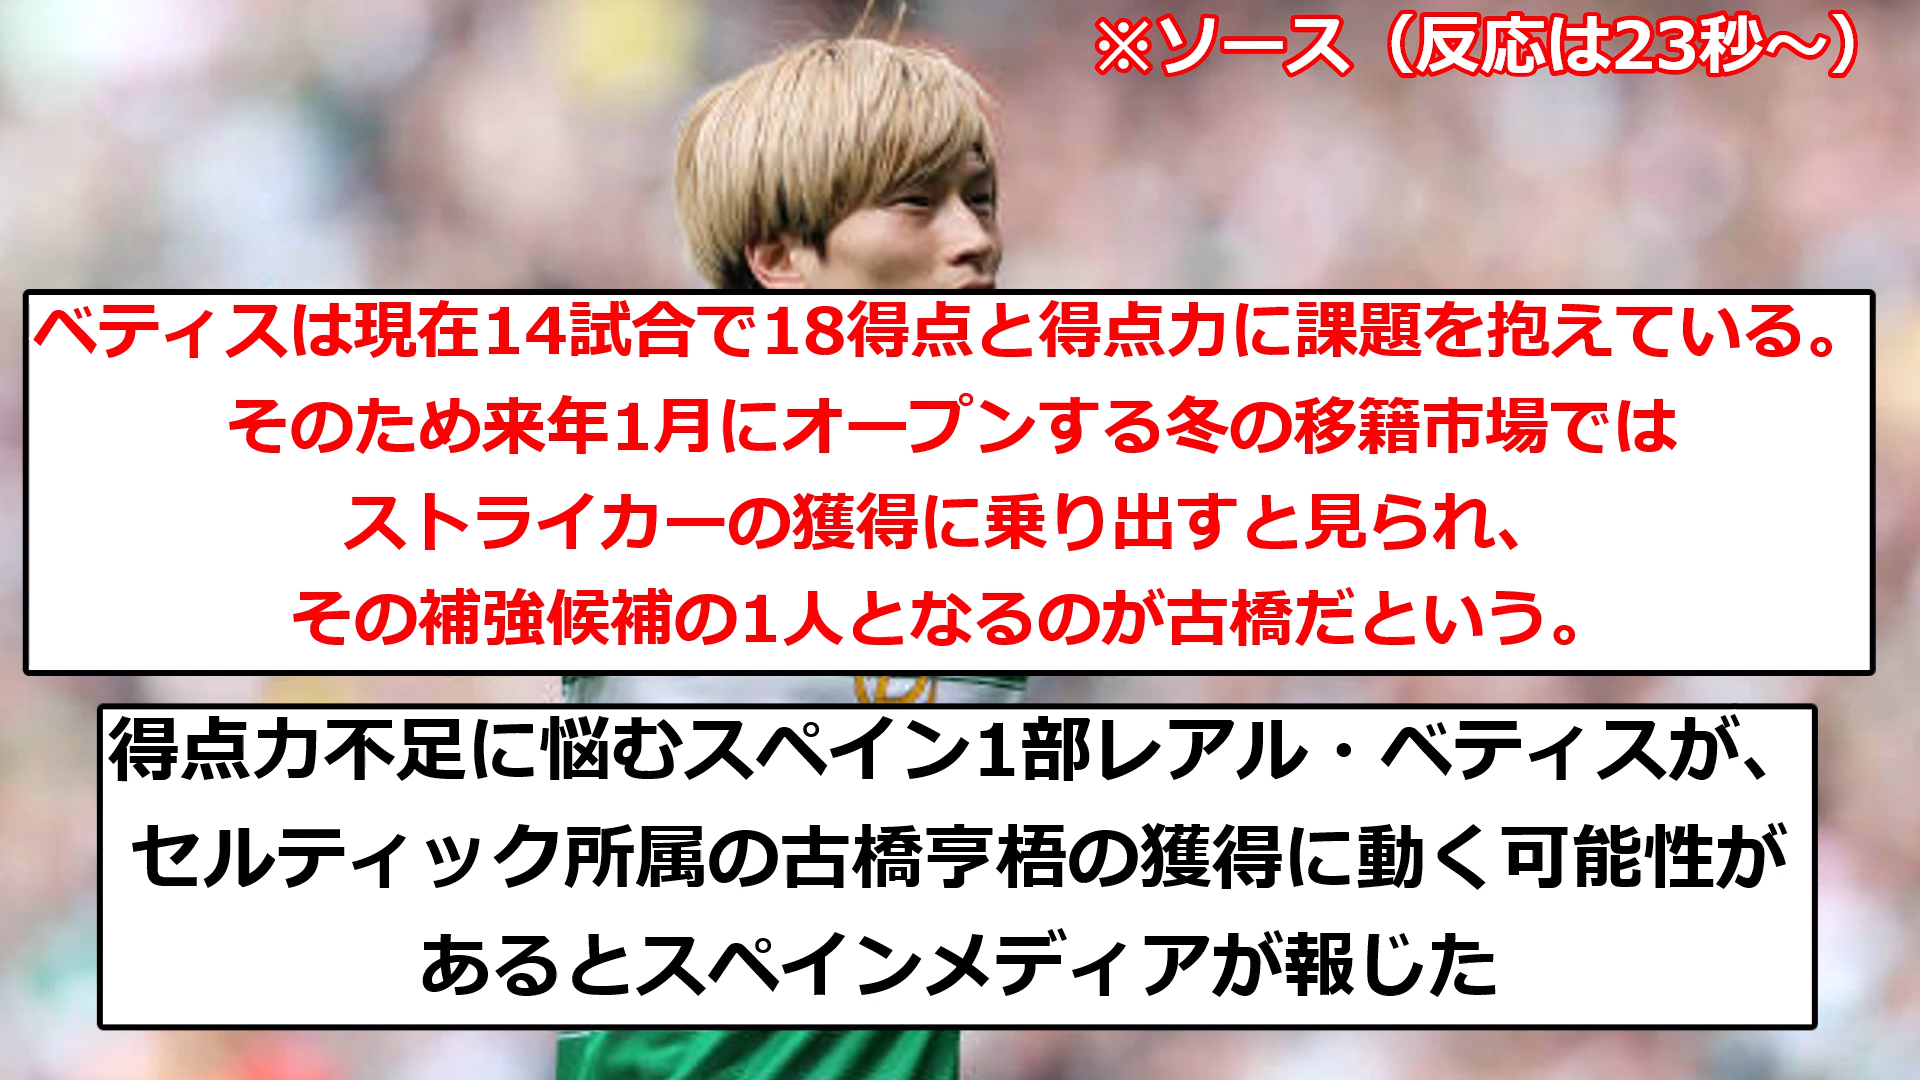 ※ソース（反応は23秒～）
ベティスは現在14試合で18得点と得点力に課題を抱えている。
そのため来年1月にオープンする冬の移籍市場では
ストライカーの獲得に乗り出すと見られ、
その補強候補の1人となるのが古橋だという。
得点力不足に悩むスペイン1部レアル・ベティスが、
セルティック所属の古橋亨梧の獲得に動く可能性が
あるとスペインメディアが報じた